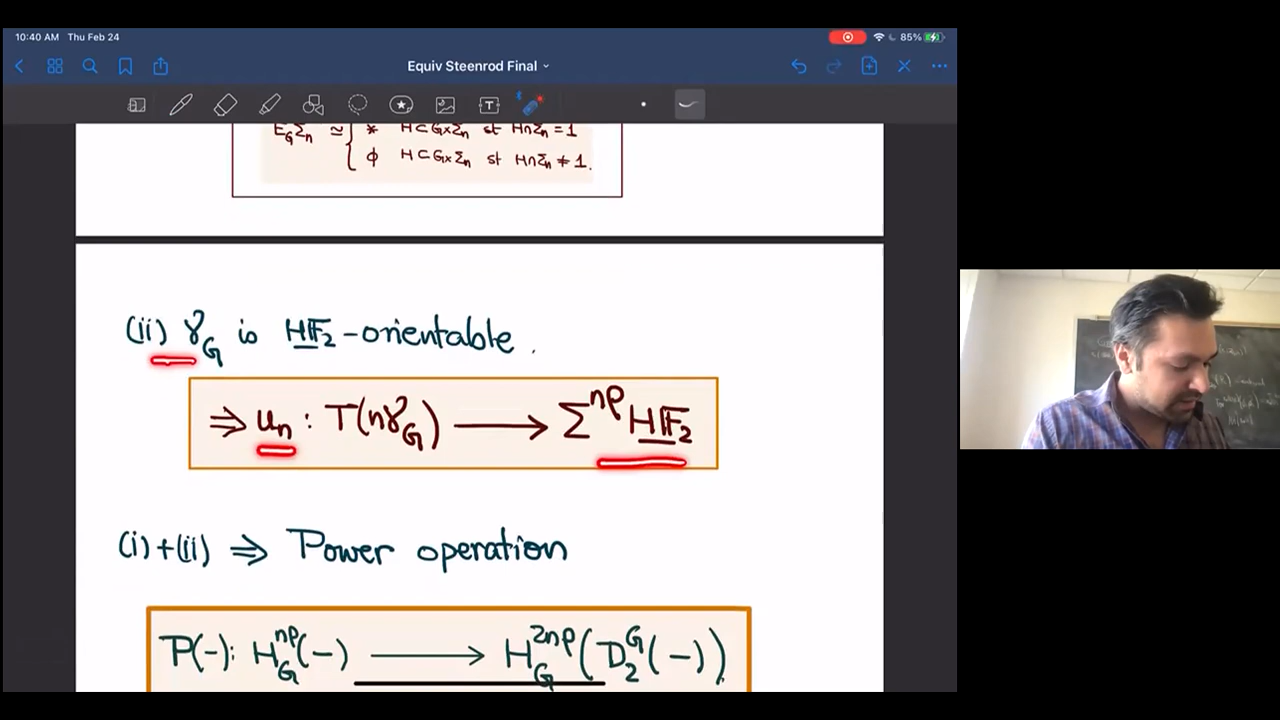 10:40 AM Thu Feb 24
85%
Equiv Steenrod Final
E_GΣ_n ≃ { * H⊂G×Σ_n st H∩Σ_n = 1
∅ H⊂G×Σ_n st H∩Σ_n ≠ 1.
(ii) γ_G is HF_2-orientable.
⇒ u_n : T(nγ_G) ⟶ Σ^{nρ} HF_2
(i)+(ii) ⇒ Power operation
P(-): H_G^{nρ}(-) ⟶ H_G^{2nρ}(D_2^G(-)).